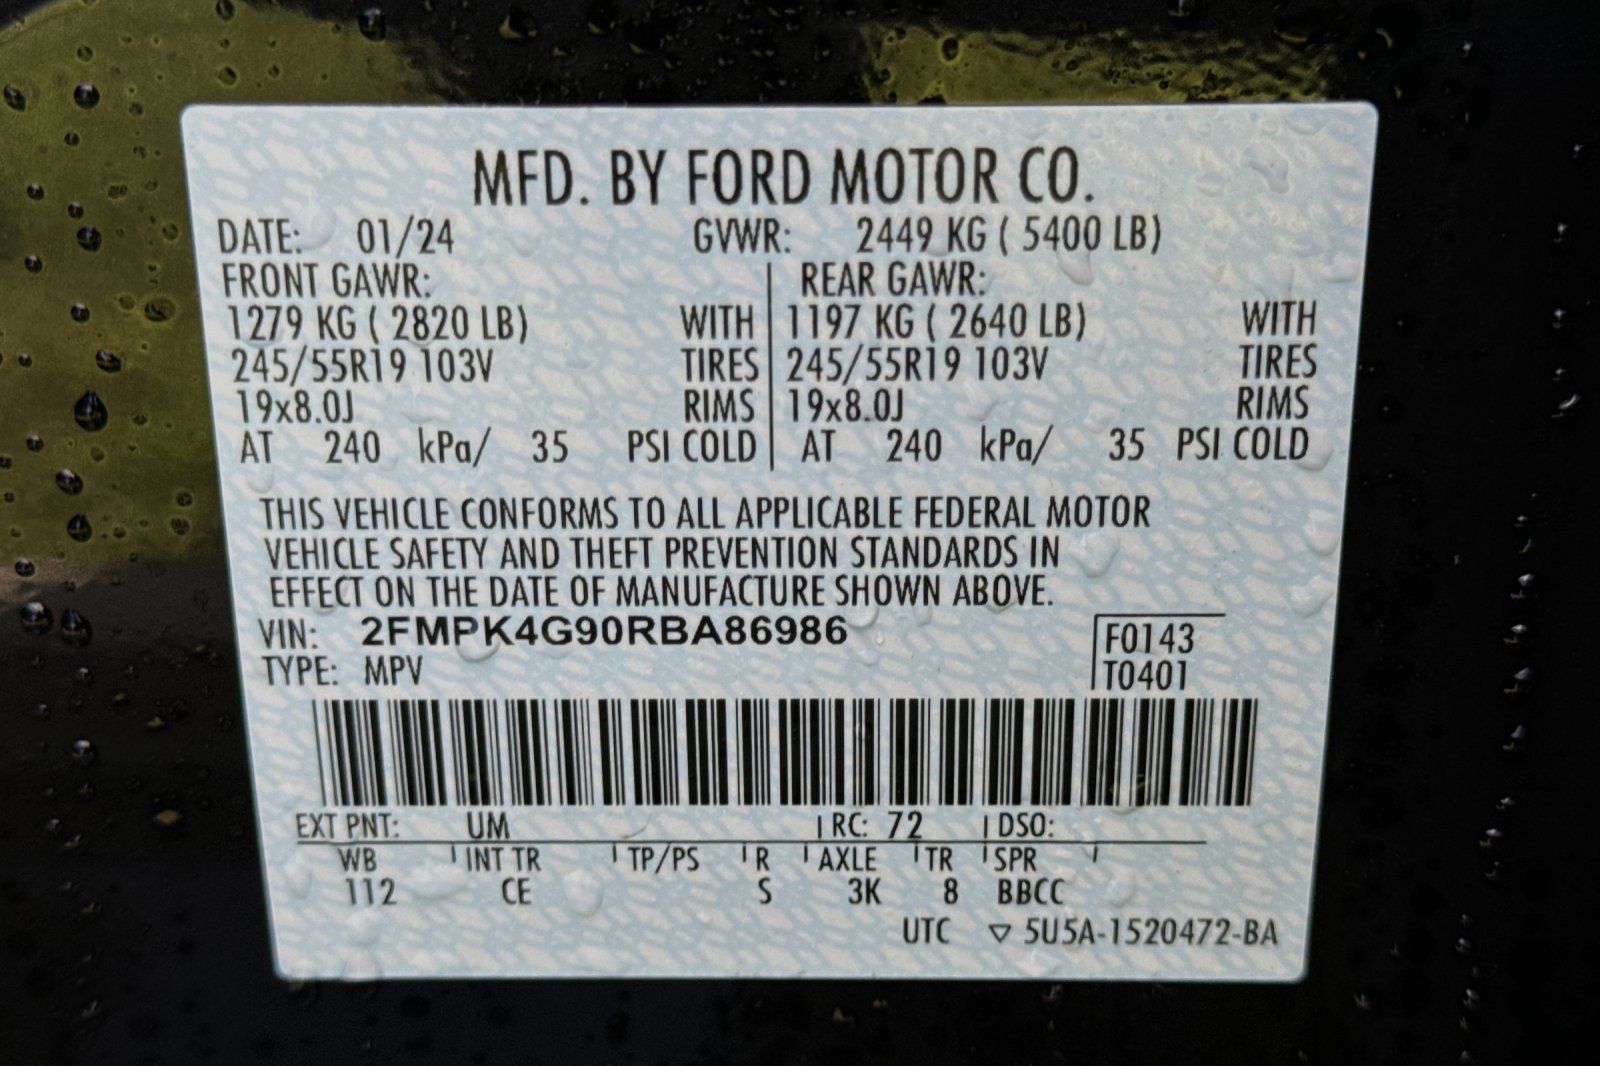 MFD. BY FORD MOTOR CO.
DATE: 01/24 GVWR: 2449 KG ( 5400 LB)
FRONT GAWR: REAR GAWR:
1279 KG ( 2820 LB) WITH 1197 KG ( 2640 LB) WITH
245/55R19 103V TIRES 245/55R19 103V TIRES
19x8.0J RIMS 19x8.0J RIMS
AT 240 kPa/ 35 PSI COLD AT 240 kPa/ 35 PSI COLD
THIS VEHICLE CONFORMS TO ALL APPLICABLE FEDERAL MOTOR
VEHICLE SAFETY AND THEFT PREVENTION STANDARDS IN
EFFECT ON THE DATE OF MANUFACTURE SHOWN ABOVE.
VIN: 2FMPK4G90RBA86986 F0143
TYPE: MPV T0401
EXT PNT: UM RC: 72 DSO:
WB INT TR TP/PS R AXLE TR SPR
112 CE S 3K 8 BBCC
UTC ▽ 5U5A-1520472-BA